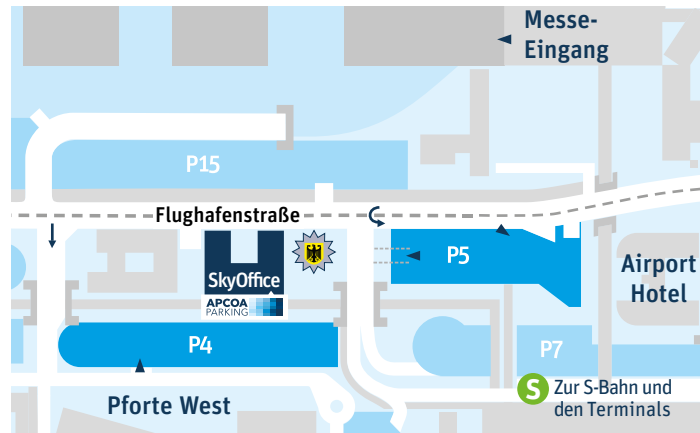 Messe-
Eingang
P15
Flughafenstraße
SkyOffice
P5
Airport
Hotel
APCOA
PARKING
P4
P7
S
Zur S-Bahn und
den Terminals
Pforte West